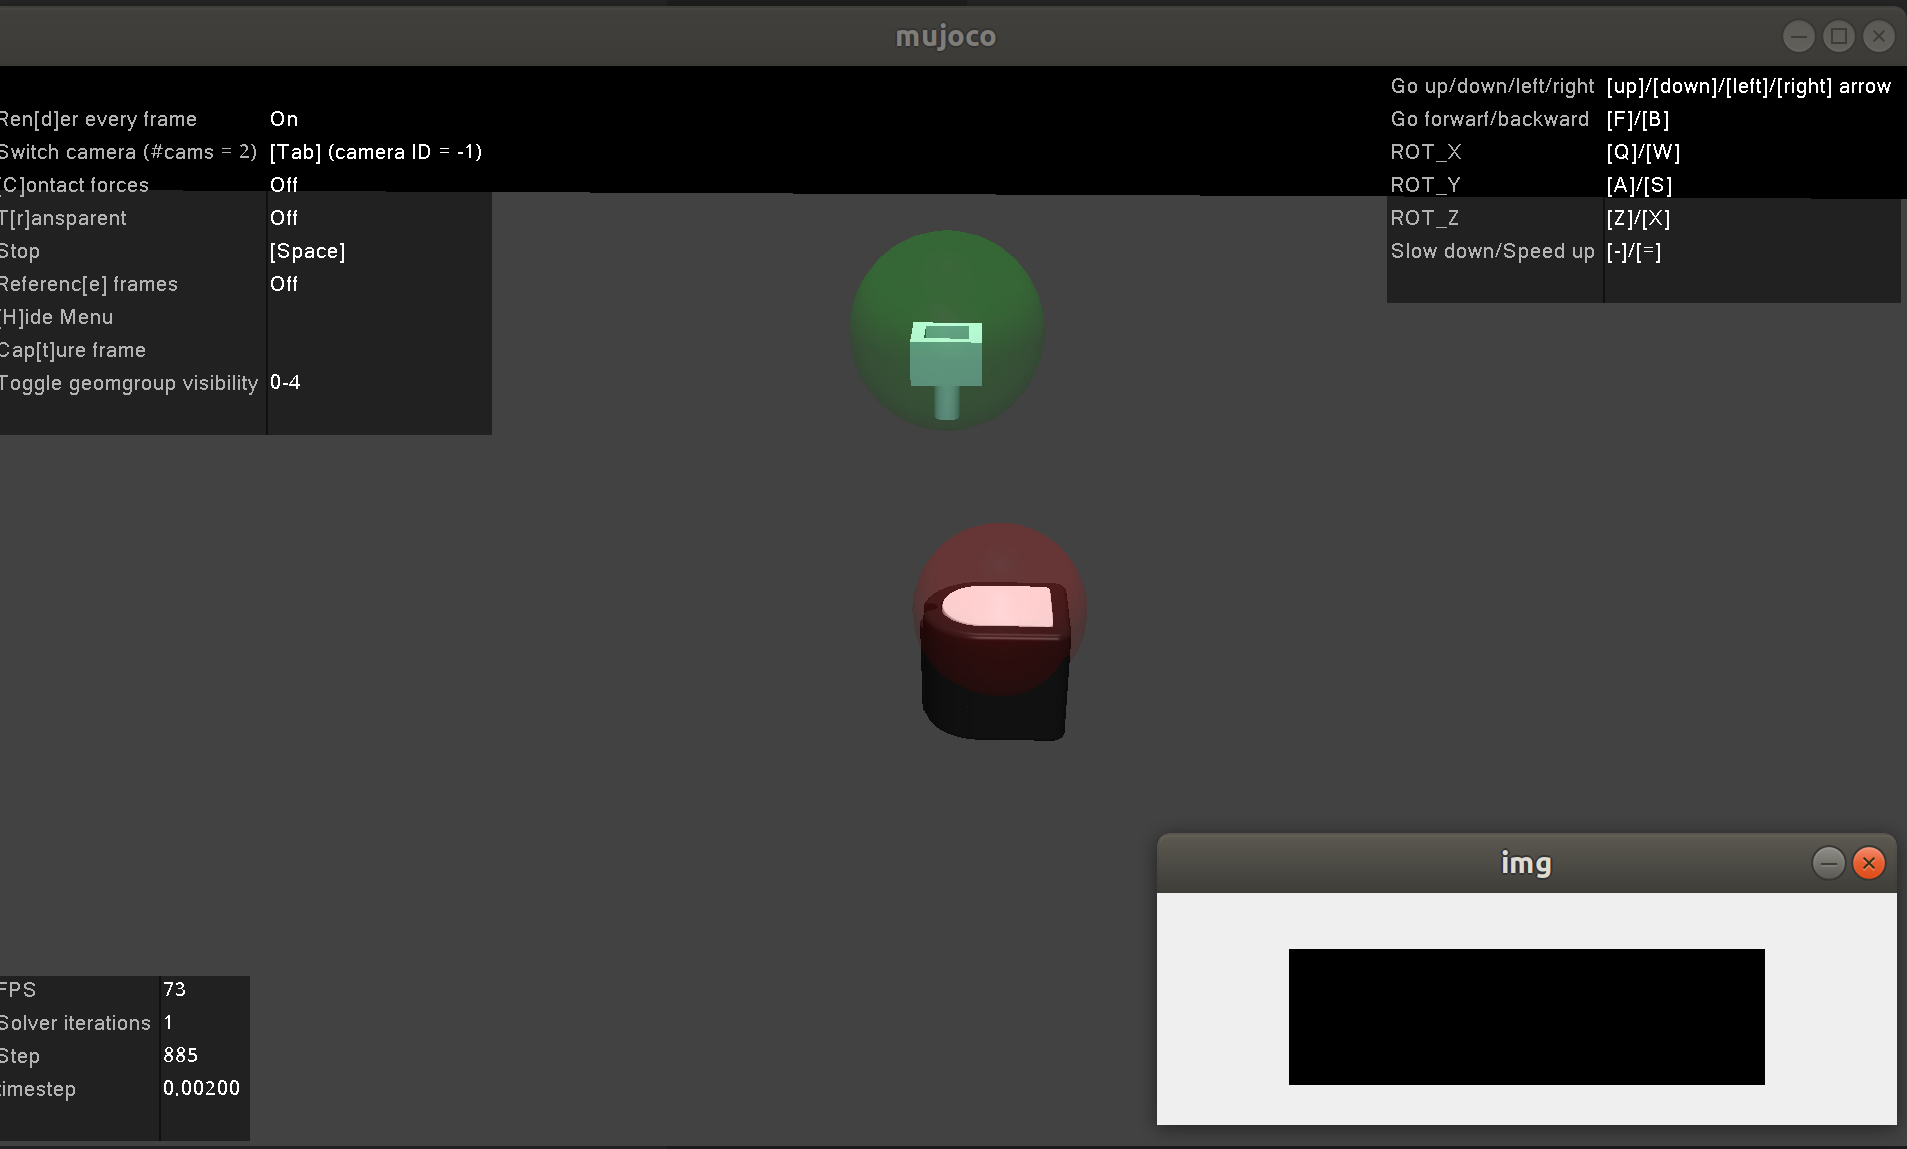 mujoco
Ren[d]er every frame On
Switch camera (#cams = 2) [Tab] (camera ID = -1)
[C]ontact forces Off
T[r]ansparent Off
Stop [Space]
Referenc[e] frames Off
[H]ide Menu
Cap[t]ure frame
Toggle geomgroup visibility 0-4
Go up/down/left/right [up]/[down]/[left]/[right] arrow
Go forwarf/backward [F]/[B]
ROT_X [Q]/[W]
ROT_Y [A]/[S]
ROT_Z [Z]/[X]
Slow down/Speed up [-]/[=]
img
FPS 73
Solver iterations 1
Step 885
timestep 0.00200